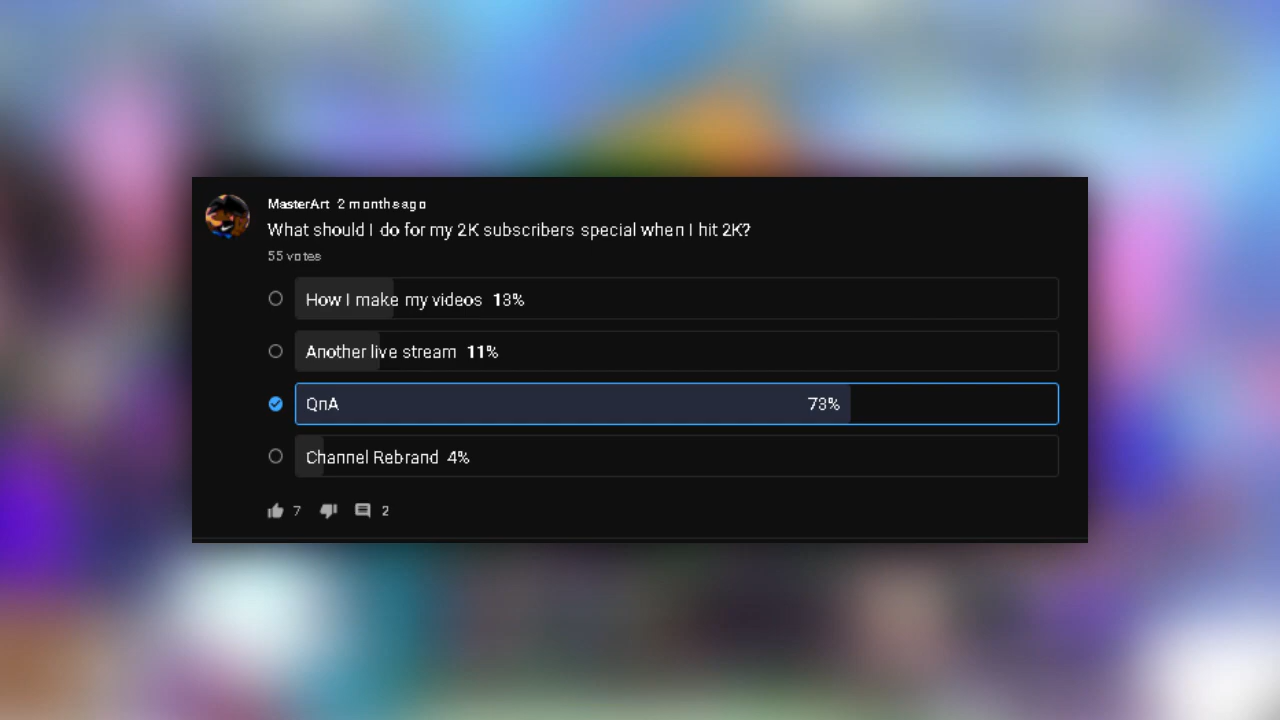 MasterArt 2 months ago
What should I do for my 2K subscribers special when I hit 2K?
55 votes
How I make my videos 13%
Another live stream 11%
QnA 73%
Channel Rebrand 4%
7 2